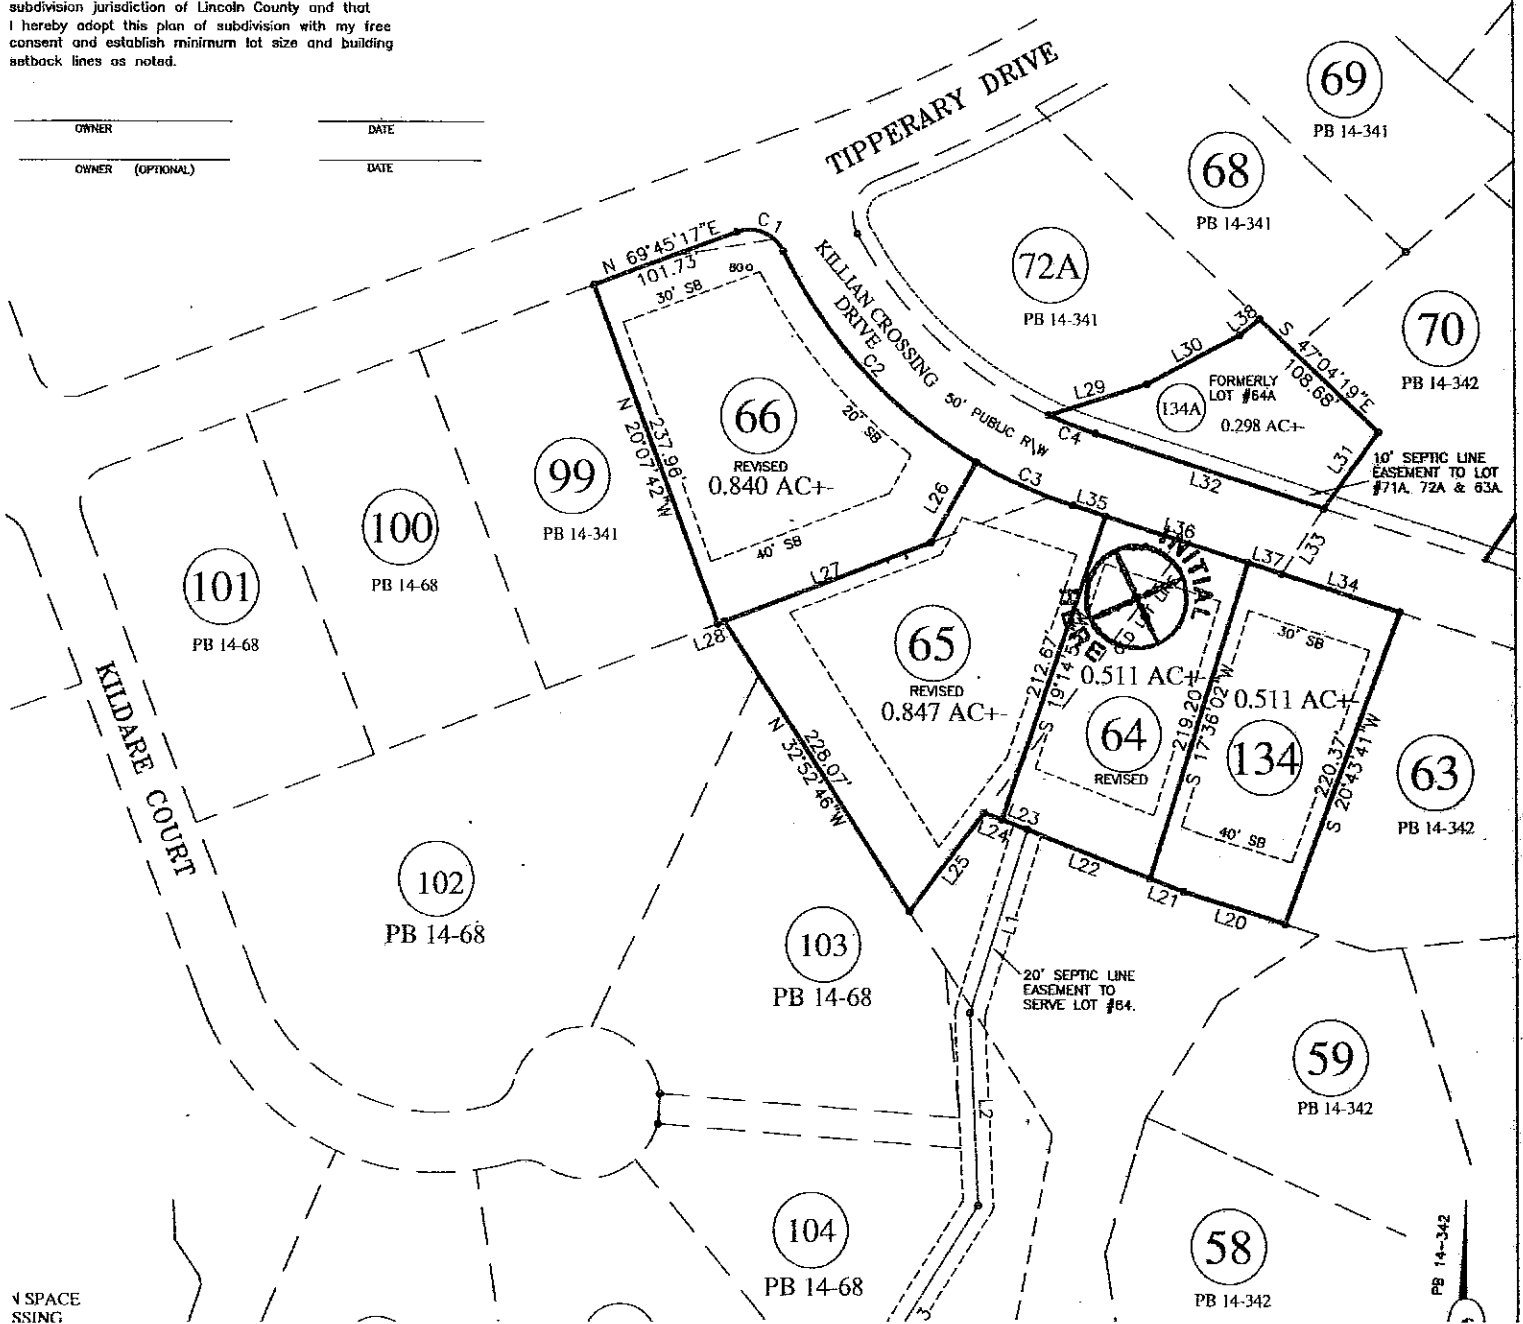 subdivision jurisdiction of Lincoln County and that
I hereby adopt this plan of subdivision with my free
consent and establish minimum lot size and building
setback lines as noted.
OWNER
DATE
OWNER (OPTIONAL)
DATE
TIPPERARY DRIVE
69
PB 14-341
68
PB 14-341
72A
PB 14-341
70
PB 14-342
KILLIAN CROSSING
DRIVE
50' PUBLIC R\W
N 69°45'17"E
101.73'
C1
30' SB
C2
20' SB
66
REVISED
0.840 AC+-
40' SB
N 20°07'42"W
237.96'
L26
L27
L28
C3
L35
L36
L37
L34
L33
C4
L32
L29
L30
L38
S 47°04'19"E
108.68'
L31
FORMERLY
LOT #64A
134A
0.298 AC+-
10' SEPTIC LINE
EASEMENT TO LOT
#71A, 72A & 63A
99
PB 14-341
100
PB 14-68
101
PB 14-68
KILDARE COURT
65
REVISED
0.847 AC+-
N 32°52'46"W
228.07'
INITIAL
HERE
OLD LOT LINE
212.67'
0.511 AC+-
64
REVISED
219.20'
S 17°36'02"W
30' SB
0.511 AC+-
134
40' SB
220.37'
S 20°43'41"W
63
PB 14-342
L23
L24
L25
L22
L21
L20
L1
20' SEPTIC LINE
EASEMENT TO
SERVE LOT #64.
102
PB 14-68
103
PB 14-68
L2
59
PB 14-342
104
PB 14-68
58
PB 14-342
PB 14-342
3
SPACE
SSING